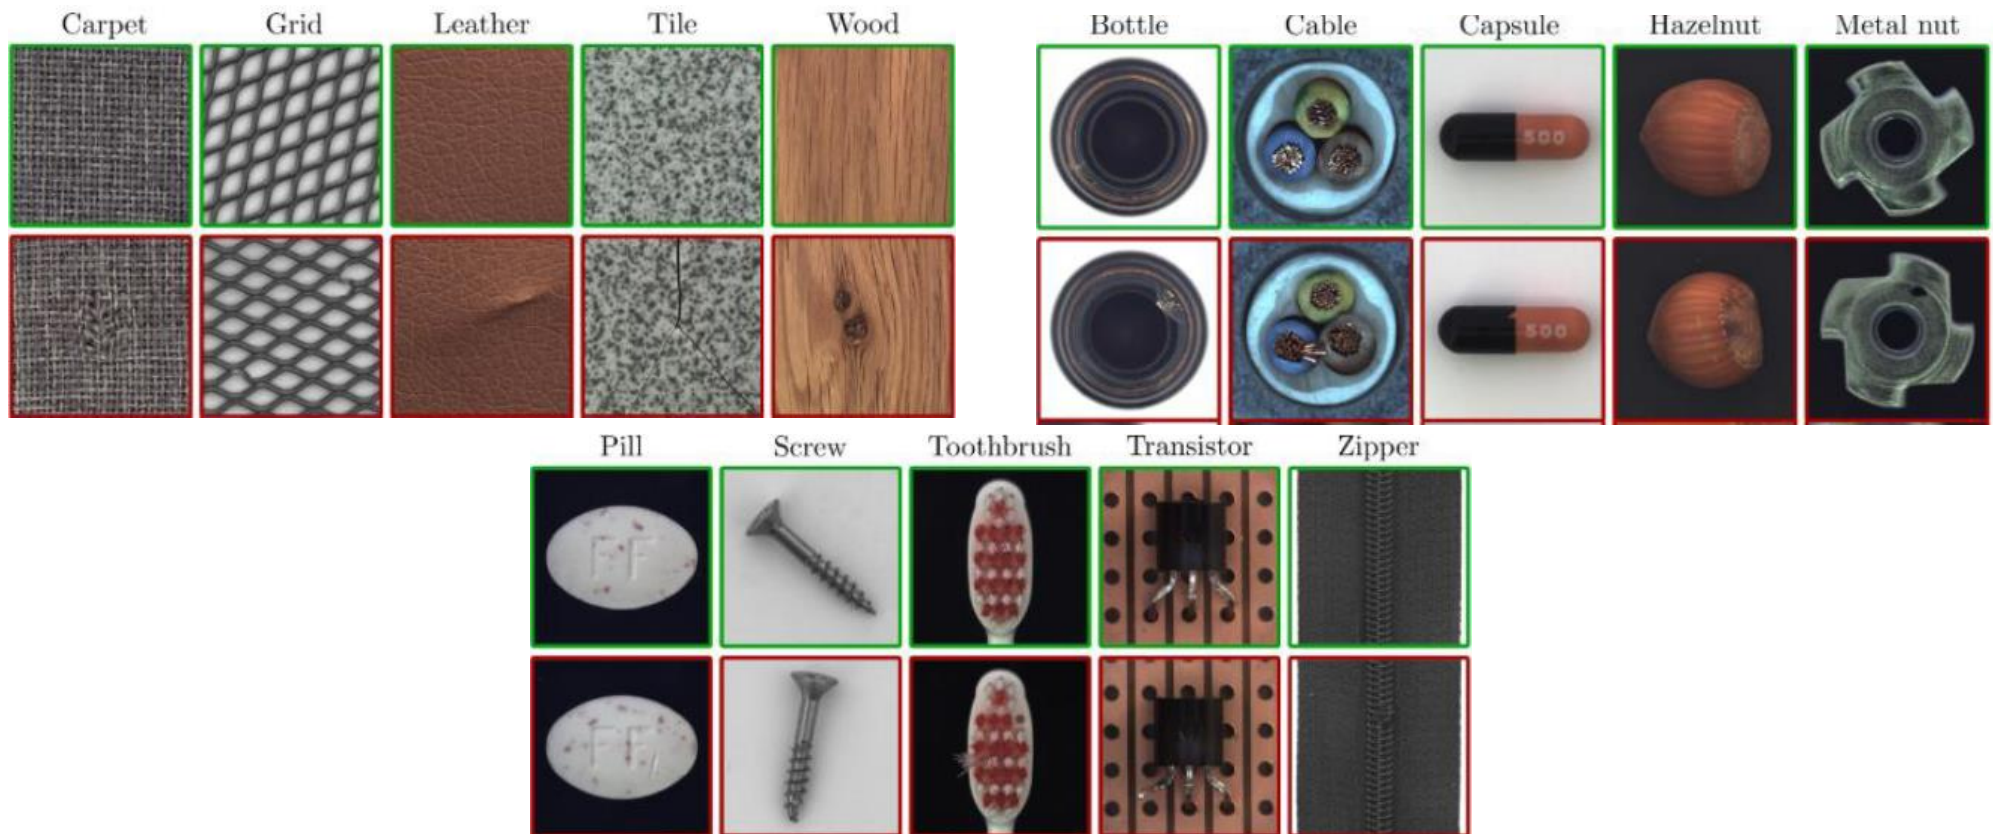 Carpet Grid Leather Tile Wood
Bottle Cable Capsule Hazelnut Metal nut
500
500
Pill Screw Toothbrush Transistor Zipper
FF
FF